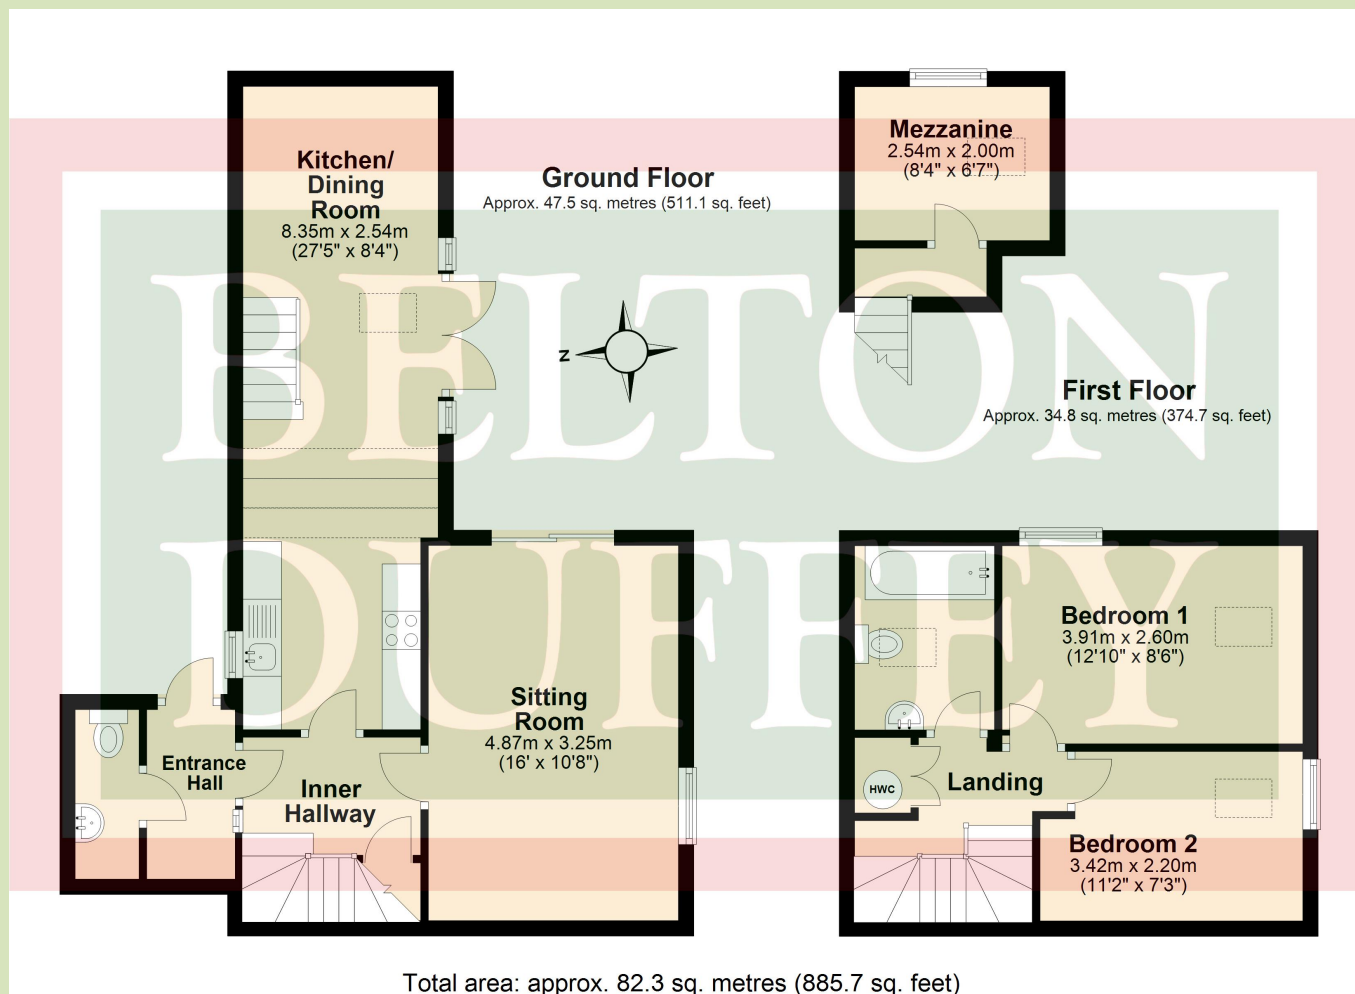 Kitchen/
Dining
Room
8.35m x 2.54m
(27'5" x 8'4")
Ground Floor
Approx. 47.5 sq. metres (511.1 sq. feet)
Mezzanine
2.54m x 2.00m
(8'4" x 6'7")
N
First Floor
Approx. 34.8 sq. metres (374.7 sq. feet)
BELTON
DUFFEY
Sitting
Room
4.87m x 3.25m
(16' x 10'8")
Entrance
Hall
Inner
Hallway
Bedroom 1
3.91m x 2.60m
(12'10" x 8'6")
HWC
Landing
Bedroom 2
3.42m x 2.20m
(11'2" x 7'3")
Total area: approx. 82.3 sq. metres (885.7 sq. feet)